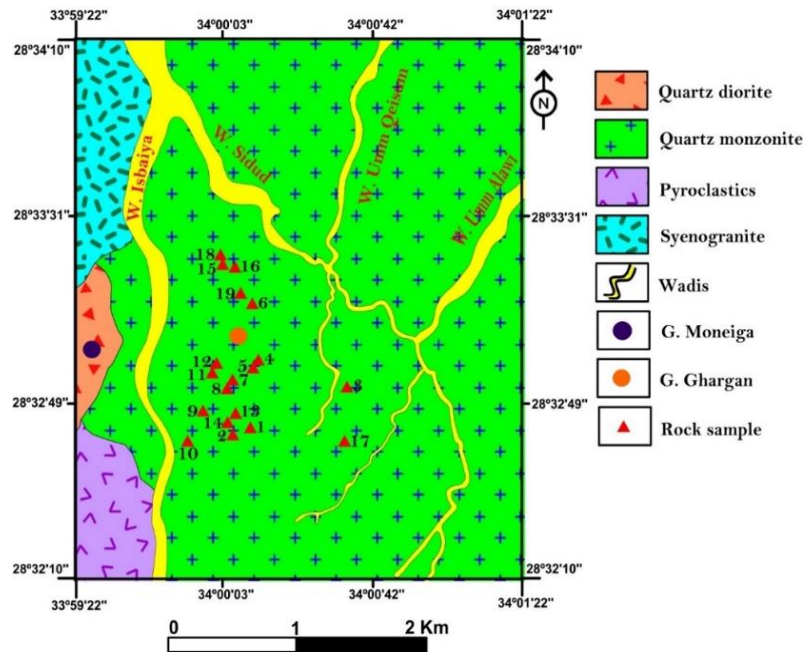 33°59'22" 34°00'03" 34°00'42" 34°01'22"
28°34'10" 28°34'10"
N
Quartz diorite
Quartz monzonite
Pyroclastics
Syenogranite
Wadis
G. Moneiga
G. Ghargan
Rock sample
W. Isbaiya
W. Sidud
W. Umm Qeisum
W. Umm Alawi
28°33'31" 28°33'31"
18
15 16
19 6
12 4
11 5
7
8 3
28°32'49" 28°32'49"
9 13
14 1
2
10 17
28°32'10" 28°32'10"
33°59'22" 34°00'03" 34°00'42" 34°01'22"
0 1 2 Km